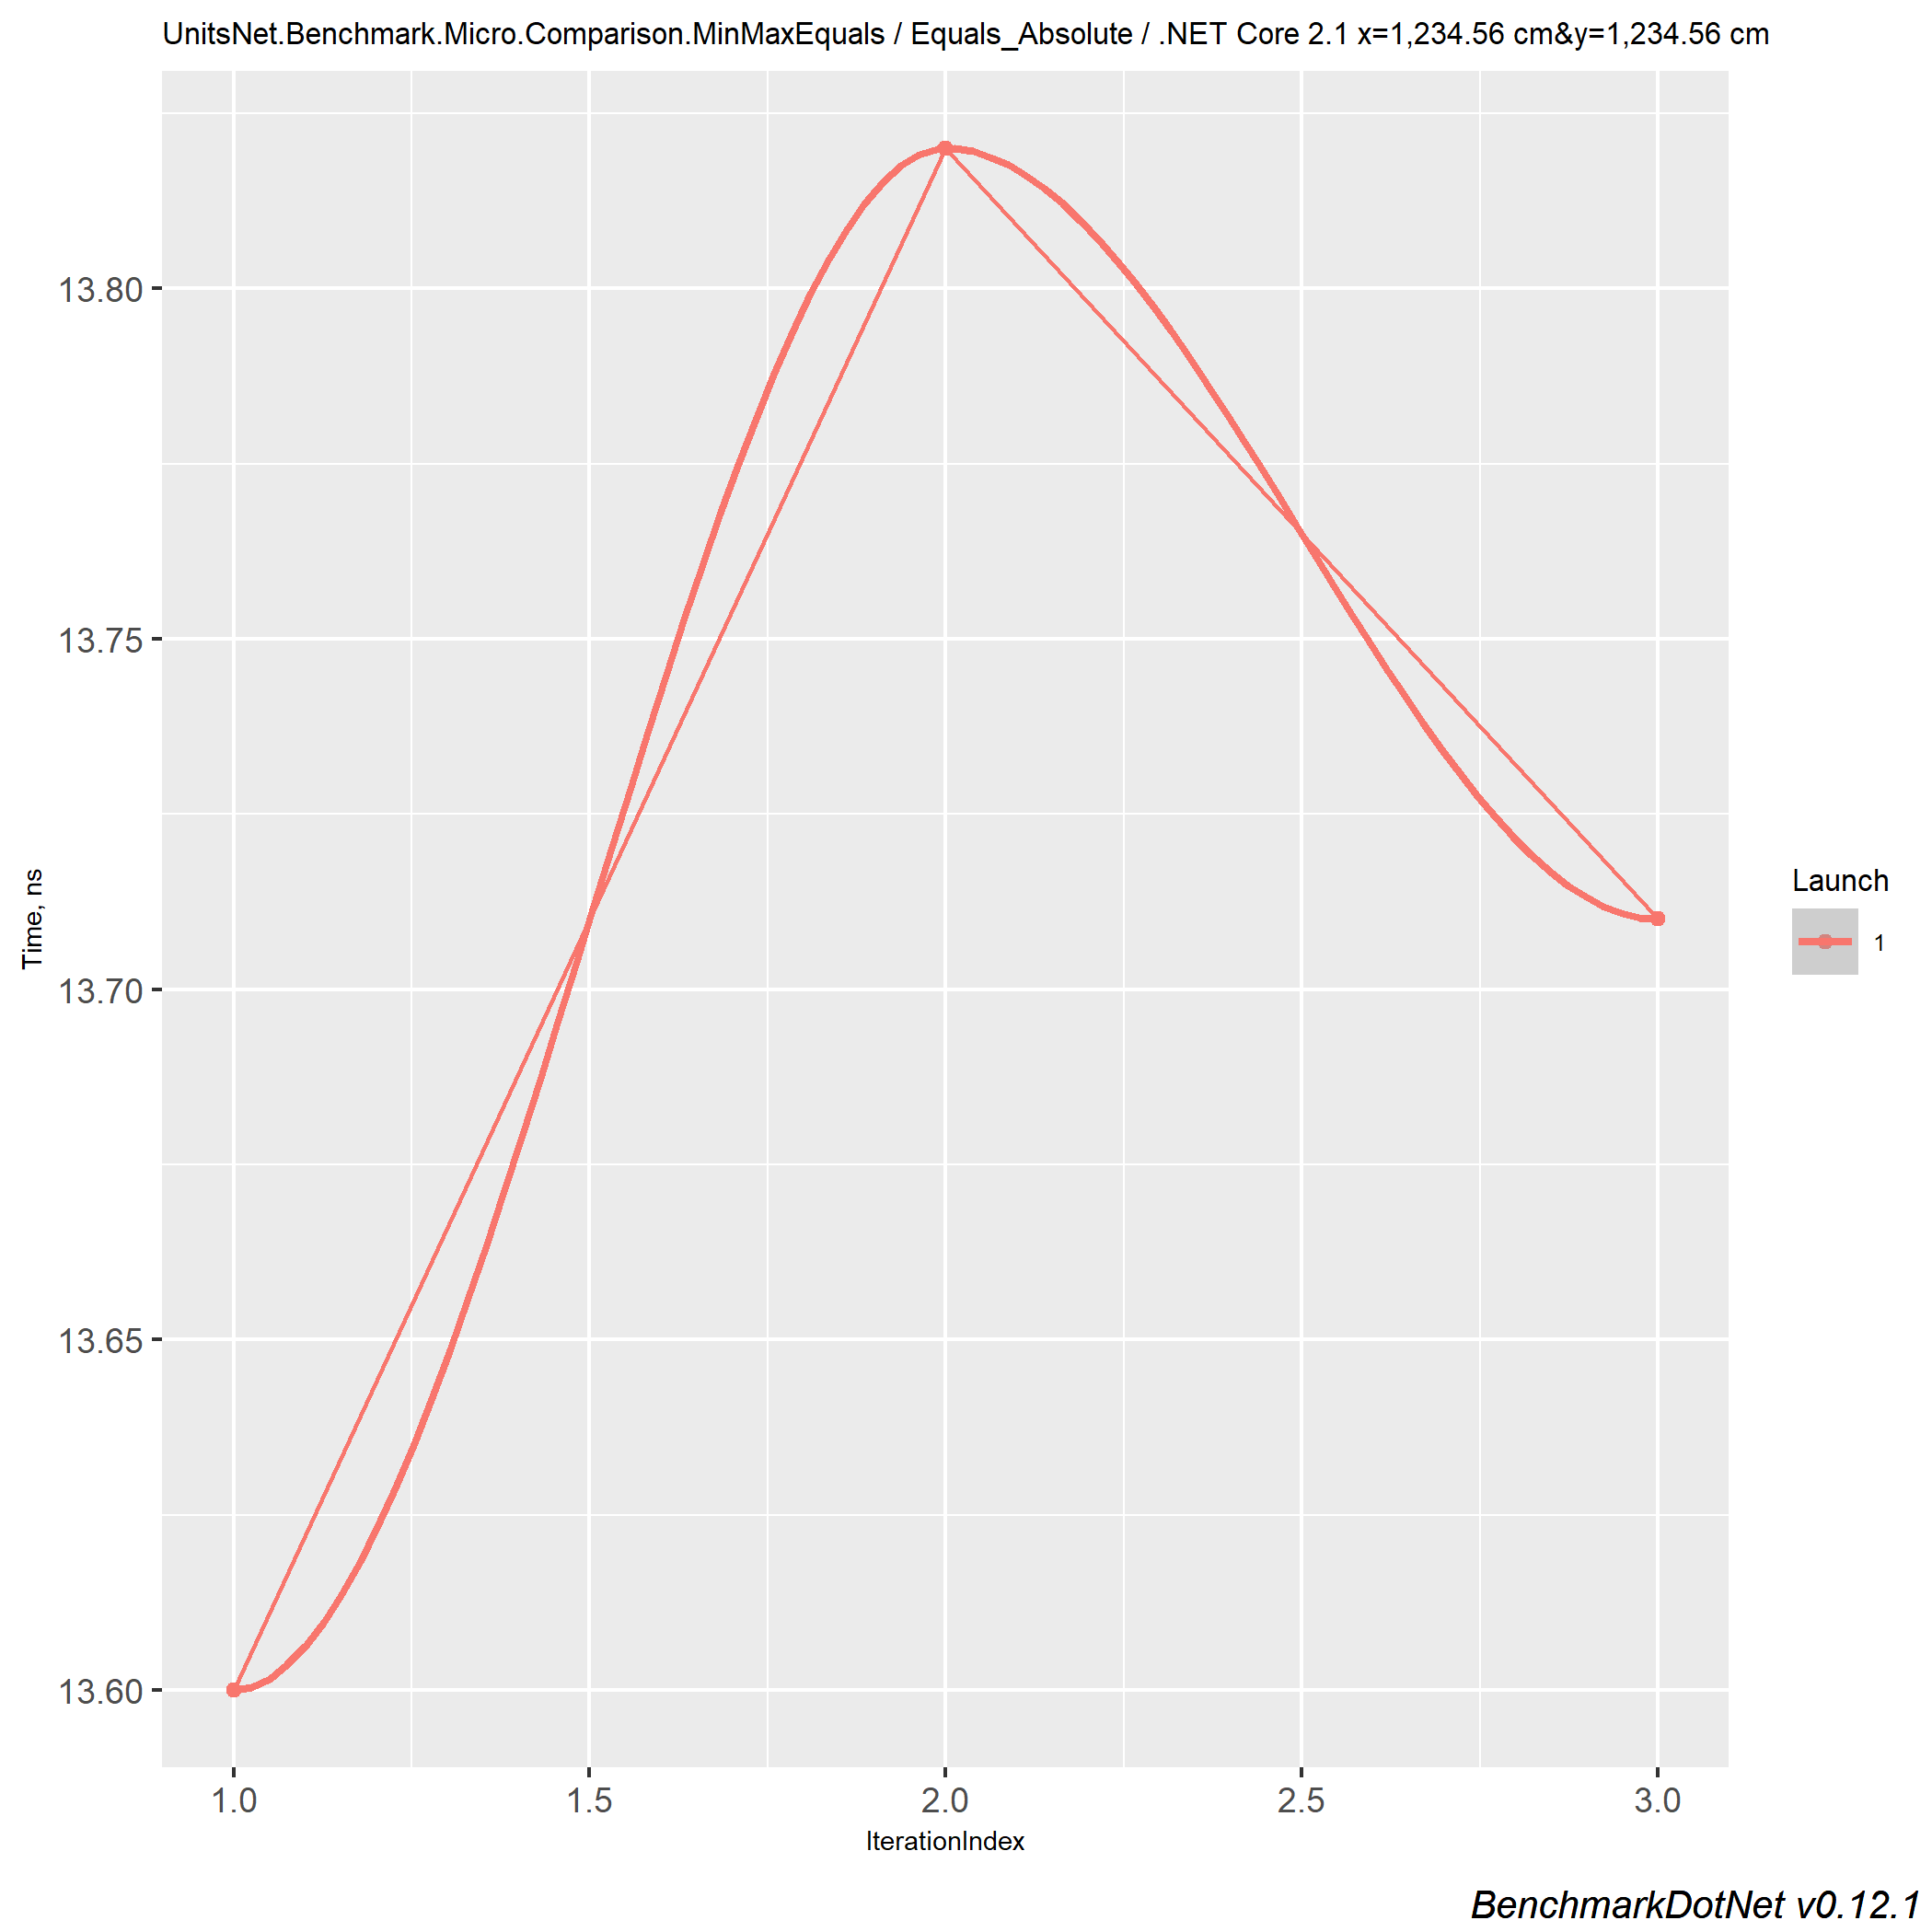 UnitsNet.Benchmark.Micro.Comparison.MinMaxEquals / Equals_Absolute / .NET Core 2.1 x=1,234.56 cm&y=1,234.56 cm
13.80
13.75
13.70
13.65
13.60
Time, ns
1.0 1.5 2.0 2.5 3.0
IterationIndex
Launch
1
BenchmarkDotNet v0.12.1